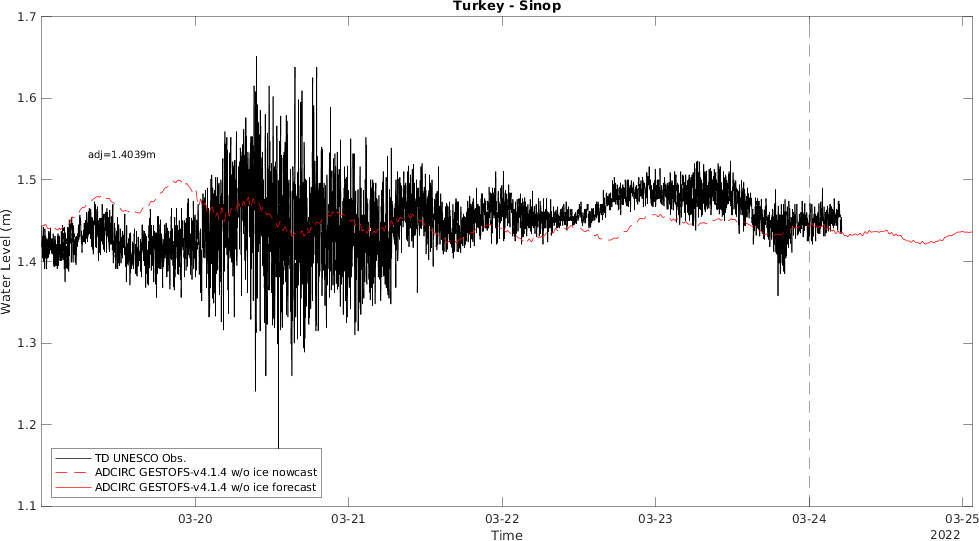 Turkey - Sinop
1.7
1.6
1.5
1.4
1.3
1.2
1.1
Water Level (m)
adj=1.4039m
TD UNESCO Obs.
ADCIRC GESTOFS-v4.1.4 w/o ice nowcast
ADCIRC GESTOFS-v4.1.4 w/o ice forecast
03-20 03-21 03-22 03-23 03-24 03-25
Time
2022